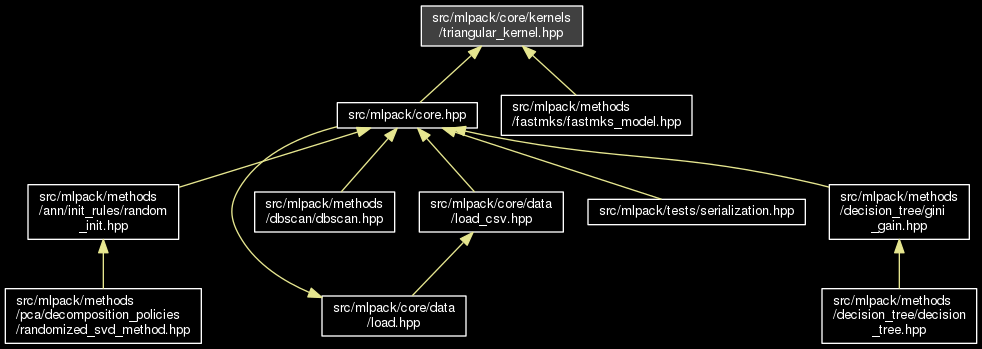 src/mlpack/core/kernels
/triangular_kernel.hpp
src/mlpack/core.hpp
src/mlpack/methods
/fastmks/fastmks_model.hpp
src/mlpack/methods
/ann/init_rules/random
_init.hpp
src/mlpack/methods
/dbscan/dbscan.hpp
src/mlpack/core/data
/load_csv.hpp
src/mlpack/tests/serialization.hpp
src/mlpack/methods
/decision_tree/gini
_gain.hpp
src/mlpack/methods
/pca/decomposition_policies
/randomized_svd_method.hpp
src/mlpack/core/data
/load.hpp
src/mlpack/methods
/decision_tree/decision
_tree.hpp